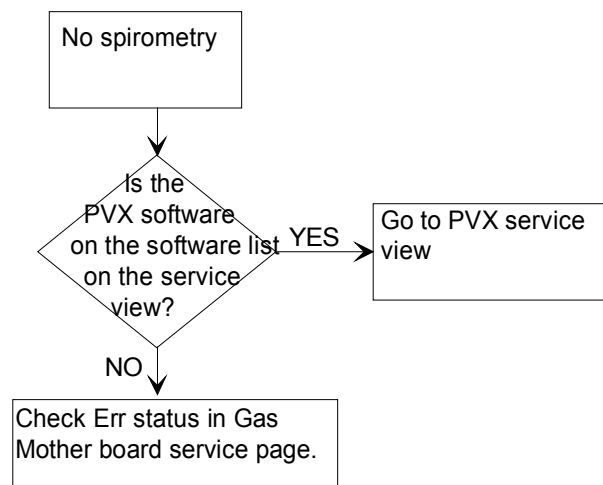 No spirometry
Is the
PVX software
on the software list
on the service
view?
YES
Go to PVX service
view
NO
Check Err status in Gas
Mother board service page.